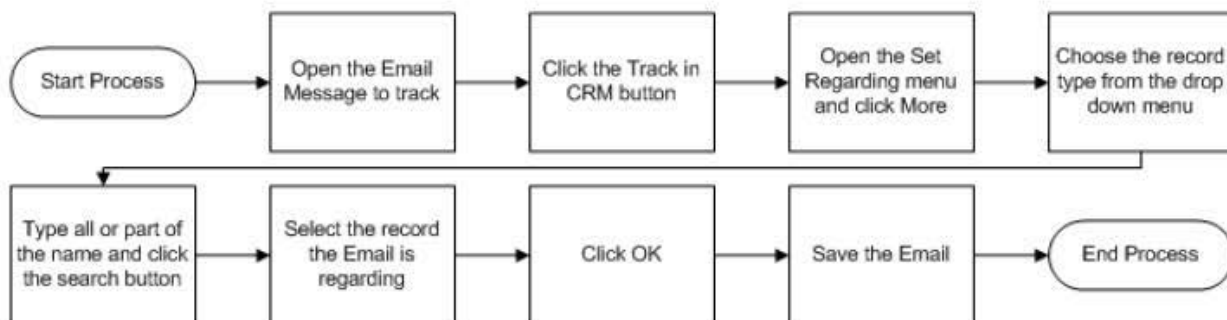 Start Process
Open the Email
Message to track
Click the Track in
CRM button
Open the Set
Regarding menu
and click More
Choose the record
type from the drop
down menu
Type all or part of
the name and click
the search button
Select the record
the Email is
regarding
Click OK
Save the Email
End Process